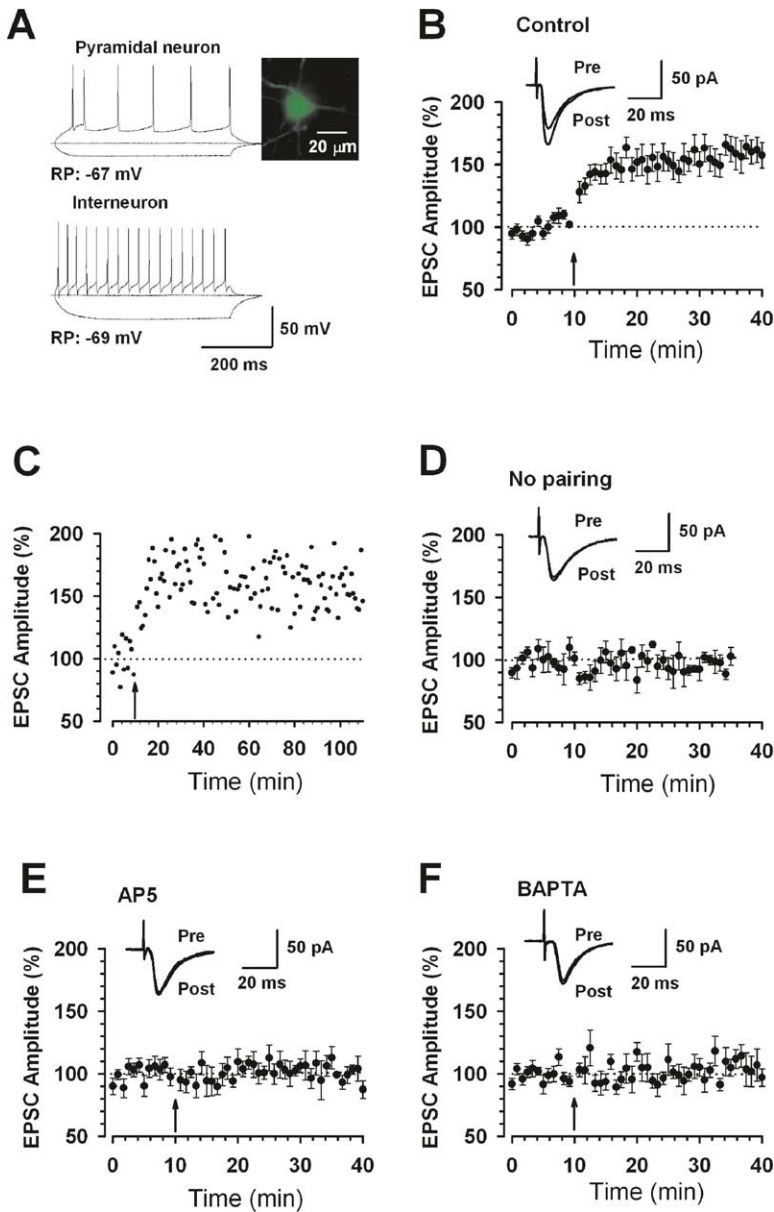 A
Pyramidal neuron
20 µm
RP: -67 mV
Interneuron
RP: -69 mV
50 mV
200 ms
B
Control
Pre
Post
50 pA
20 ms
EPSC Amplitude (%)
200
150
100
50
0 10 20 30 40
Time (min)
C
EPSC Amplitude (%)
200
150
100
50
0 20 40 60 80 100
Time (min)
D
No pairing
Pre
Post
50 pA
20 ms
EPSC Amplitude (%)
200
150
100
50
0 10 20 30 40
Time (min)
E
AP5
Pre
Post
50 pA
20 ms
EPSC Amplitude (%)
200
150
100
50
0 10 20 30 40
Time (min)
F
BAPTA
Pre
Post
50 pA
20 ms
EPSC Amplitude (%)
200
150
100
50
0 10 20 30 40
Time (min)